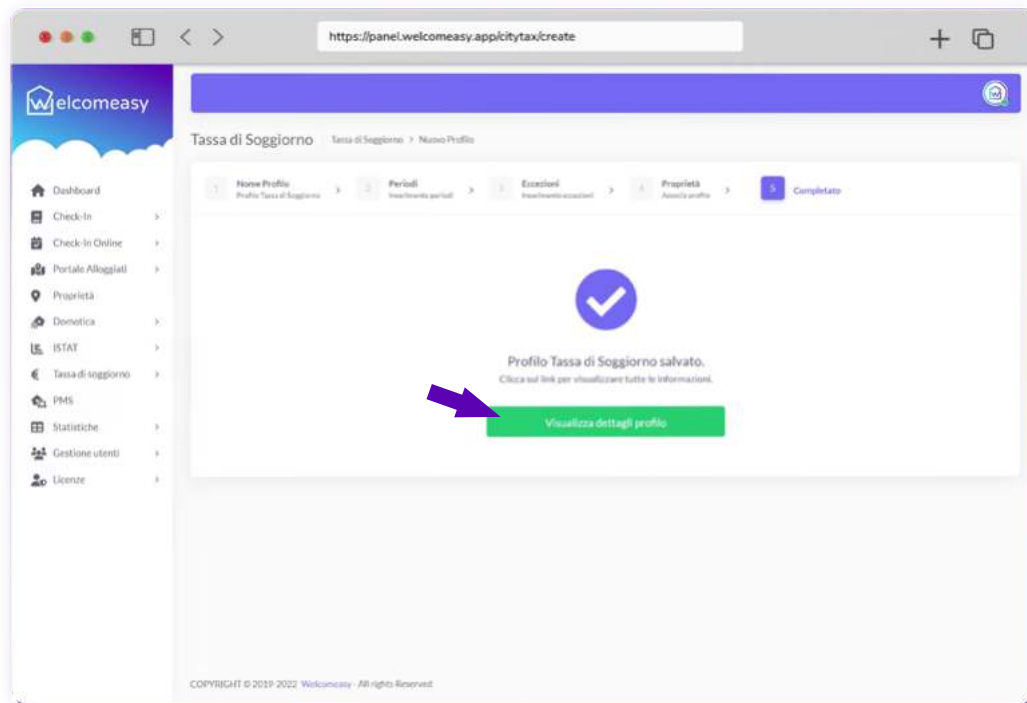 https://panel.welcomeasy.app/citytax/create
Welcomeasy
Tassa di Soggiorno Tassa di Soggiorno > Nuovo Profilo
1 Nome Profilo
Profilo Tassa di Soggiorno
2 Periodi
Inserimento periodi
3 Eccezioni
Inserimento eccezioni
4 Proprietà
Associa profilo
5 Completato
Dashboard
Check-In
Check-In Online
Portale Alloggiati
Proprietà
Domotica
ISTAT
Tassa di soggiorno
PMS
Statistiche
Gestione utenti
Licenze
Profilo Tassa di Soggiorno salvato.
Clicca sul link per visualizzare tutte le informazioni.
Visualizza dettagli profilo
COPYRIGHT © 2019-2022 Welcomeasy - All rights Reserved